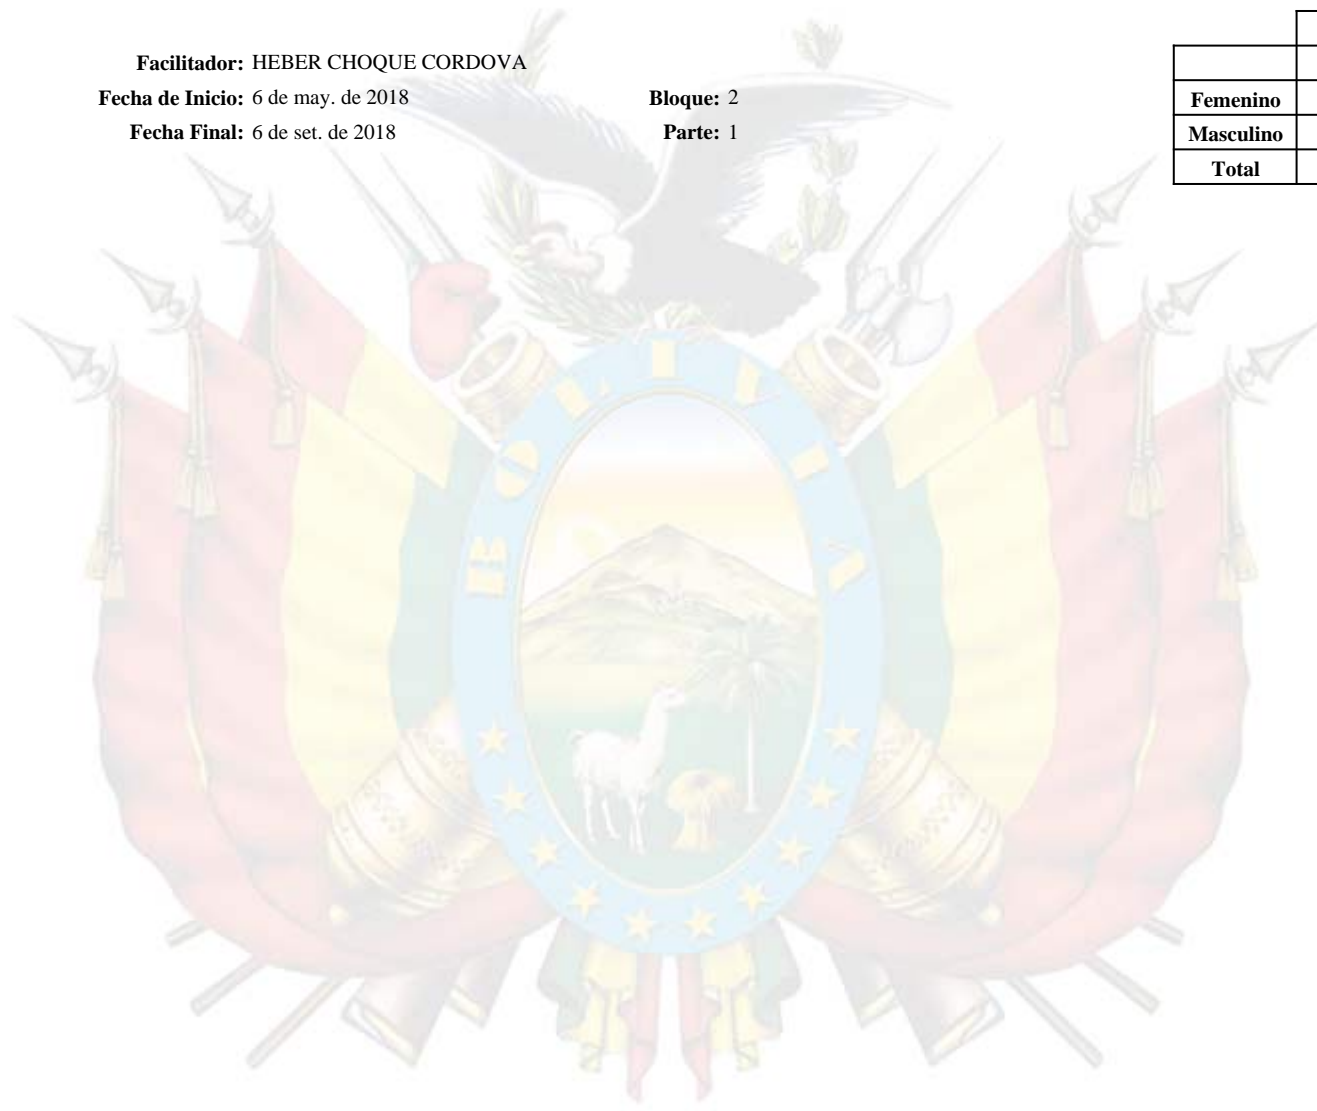 Facilitador: HEBER CHOQUE CORDOVA
Fecha de Inicio: 6 de may. de 2018 Bloque: 2
Fecha Final: 6 de set. de 2018 Parte: 1
Femenino
Masculino
Total
BOLIVIA